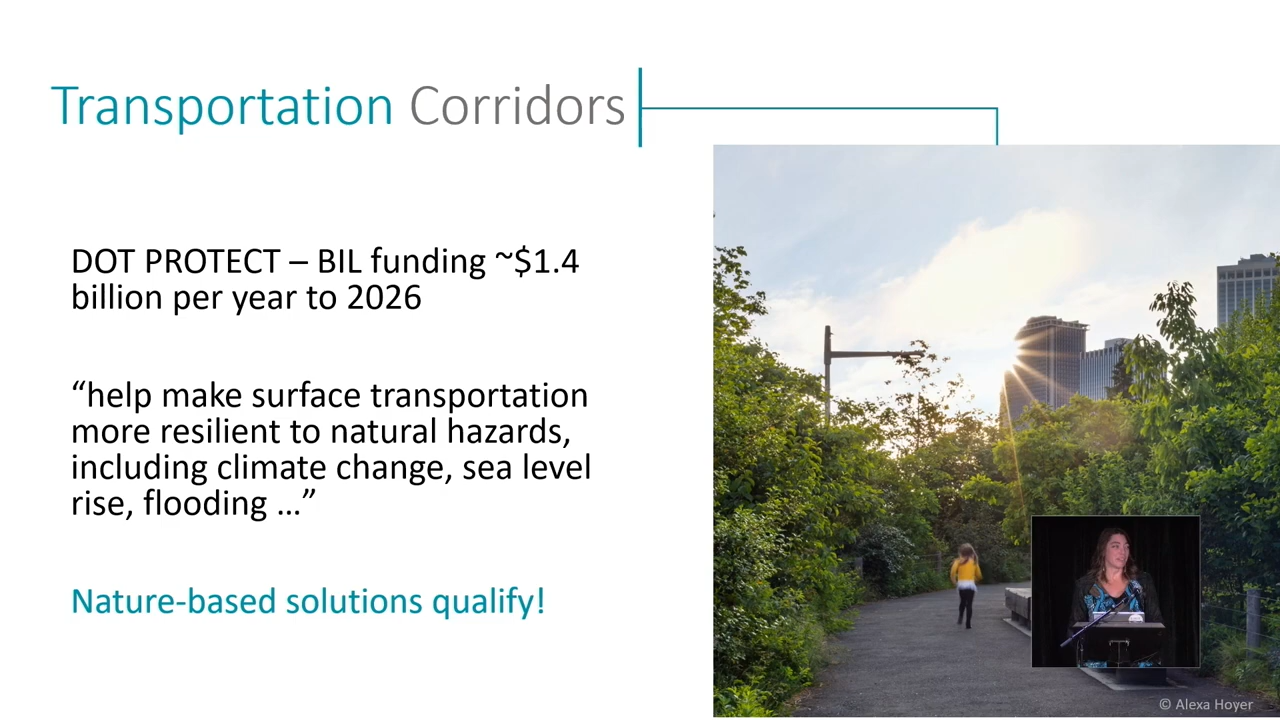 Transportation Corridors
DOT PROTECT – BIL funding ~$1.4
billion per year to 2026
“help make surface transportation
more resilient to natural hazards,
including climate change, sea level
rise, flooding ...”
Nature-based solutions qualify!
© Alexa Hoyer